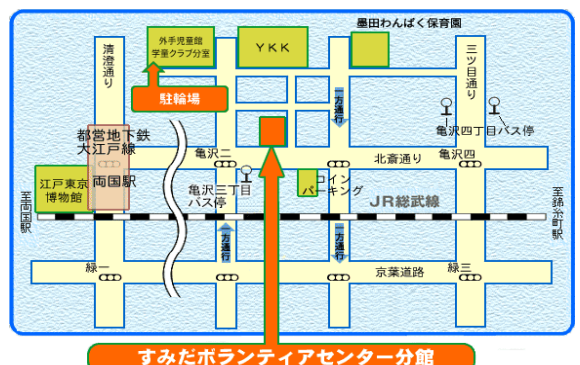 墨田わんぱく保育園
外手児童館
学童クラブ分室
YKK
清澄通り
三ツ目通り
駐輪場
一方通行
都営地下鉄
大江戸線
亀沢四丁目バス停
亀沢二
北斎通り
亀沢四
江戸東京
博物館
両国駅
亀沢三丁目
バス停
コイン
パーキング
JR総武線
至両国駅
至錦糸町駅
一方通行
一方通行
緑一
京葉道路
緑三
すみだボランティアセンター分館